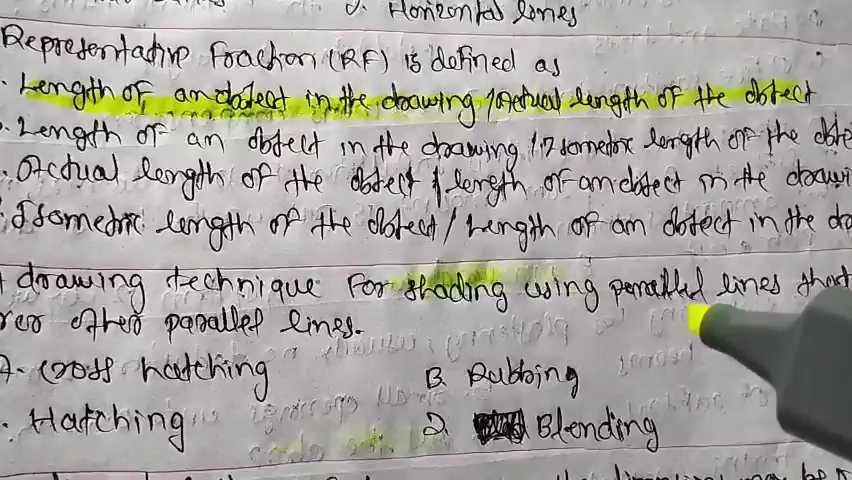 D. Horizontal lines
Representative Fraction (RF) is defined as
Length of an object in the drawing / Actual length of the object
Length of an object in the drawing / Isometric length of the obje
Actual length of the object / length of an object in the drawi
Isometric length of the object / Length of an object in the dra
drawing technique for shading using parallel lines that
other parallel lines.
A. Cross hatching B. Rubbing
Hatching D. Blending